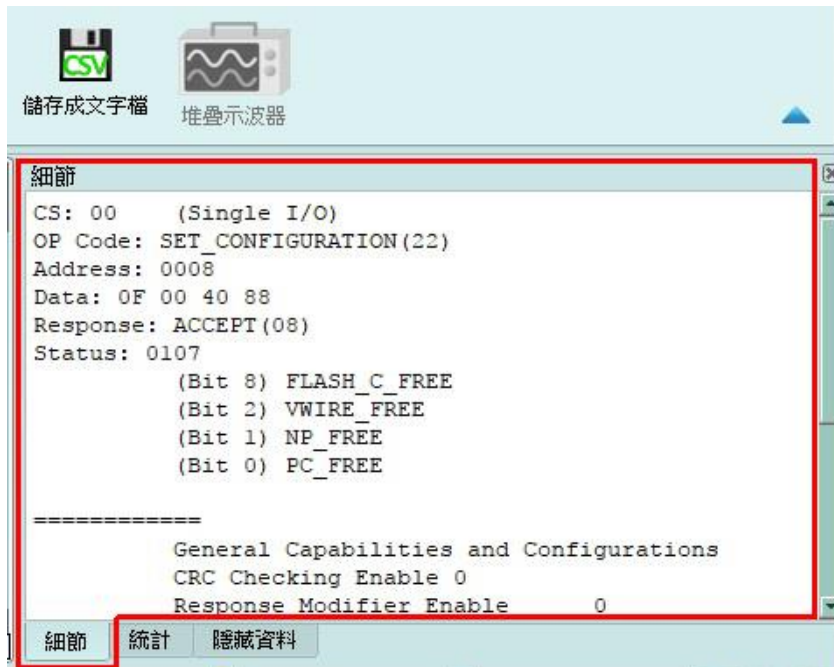 CSV
儲存成文字檔
堆疊示波器
細節
CS: 00 (Single I/O)
OP Code: SET_CONFIGURATION(22)
Address: 0008
Data: 0F 00 40 88
Response: ACCEPT(08)
Status: 0107
(Bit 8) FLASH_C_FREE
(Bit 2) VWIRE_FREE
(Bit 1) NP_FREE
(Bit 0) PC_FREE
============
General Capabilities and Configurations
CRC Checking Enable 0
Response Modifier Enable 0
細節 統計 隱藏資料